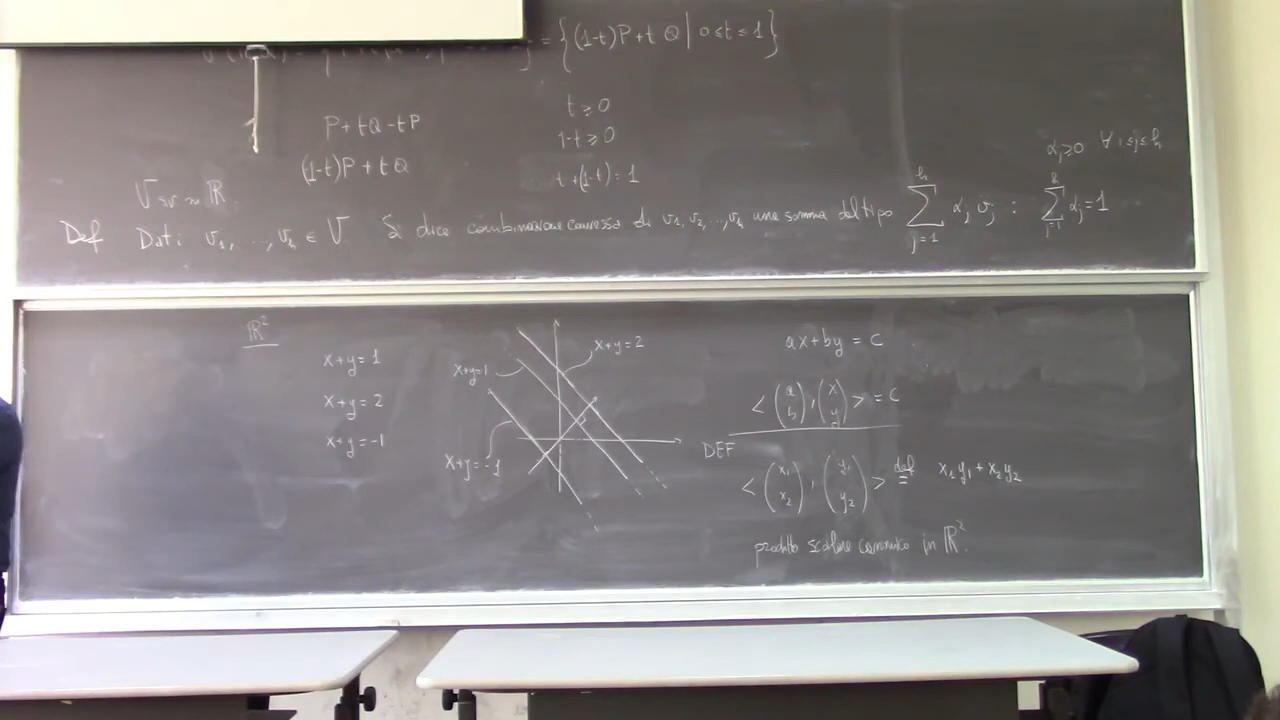 = {(1-t)P+tQ | 0≤t≤1}
P+tQ-tP
(1-t)P+tQ
t≥0
1-t≥0
t+(1-t)=1
V sv su ℝ.
α_j≥0 ∀ 1≤j≤k
Def Dati v_1, ..., v_k ∈ V. Si dice combinazione convessa di v_1, v_2, ..., v_k una somma del tipo \sum_{j=1}^{k} α_j v_j : \sum_{j=1}^{k} α_j=1
ℝ²
x+y=1
x+y=2
x+y=-1
x+y=2
x+y=1
x+y=-1
ax+by = c
< (a b), (x y) > = c
DEF
< (x_1 x_2), (y_1 y_2) > def = x_1y_1+x_2y_2
prodotto scalare canonico in ℝ².